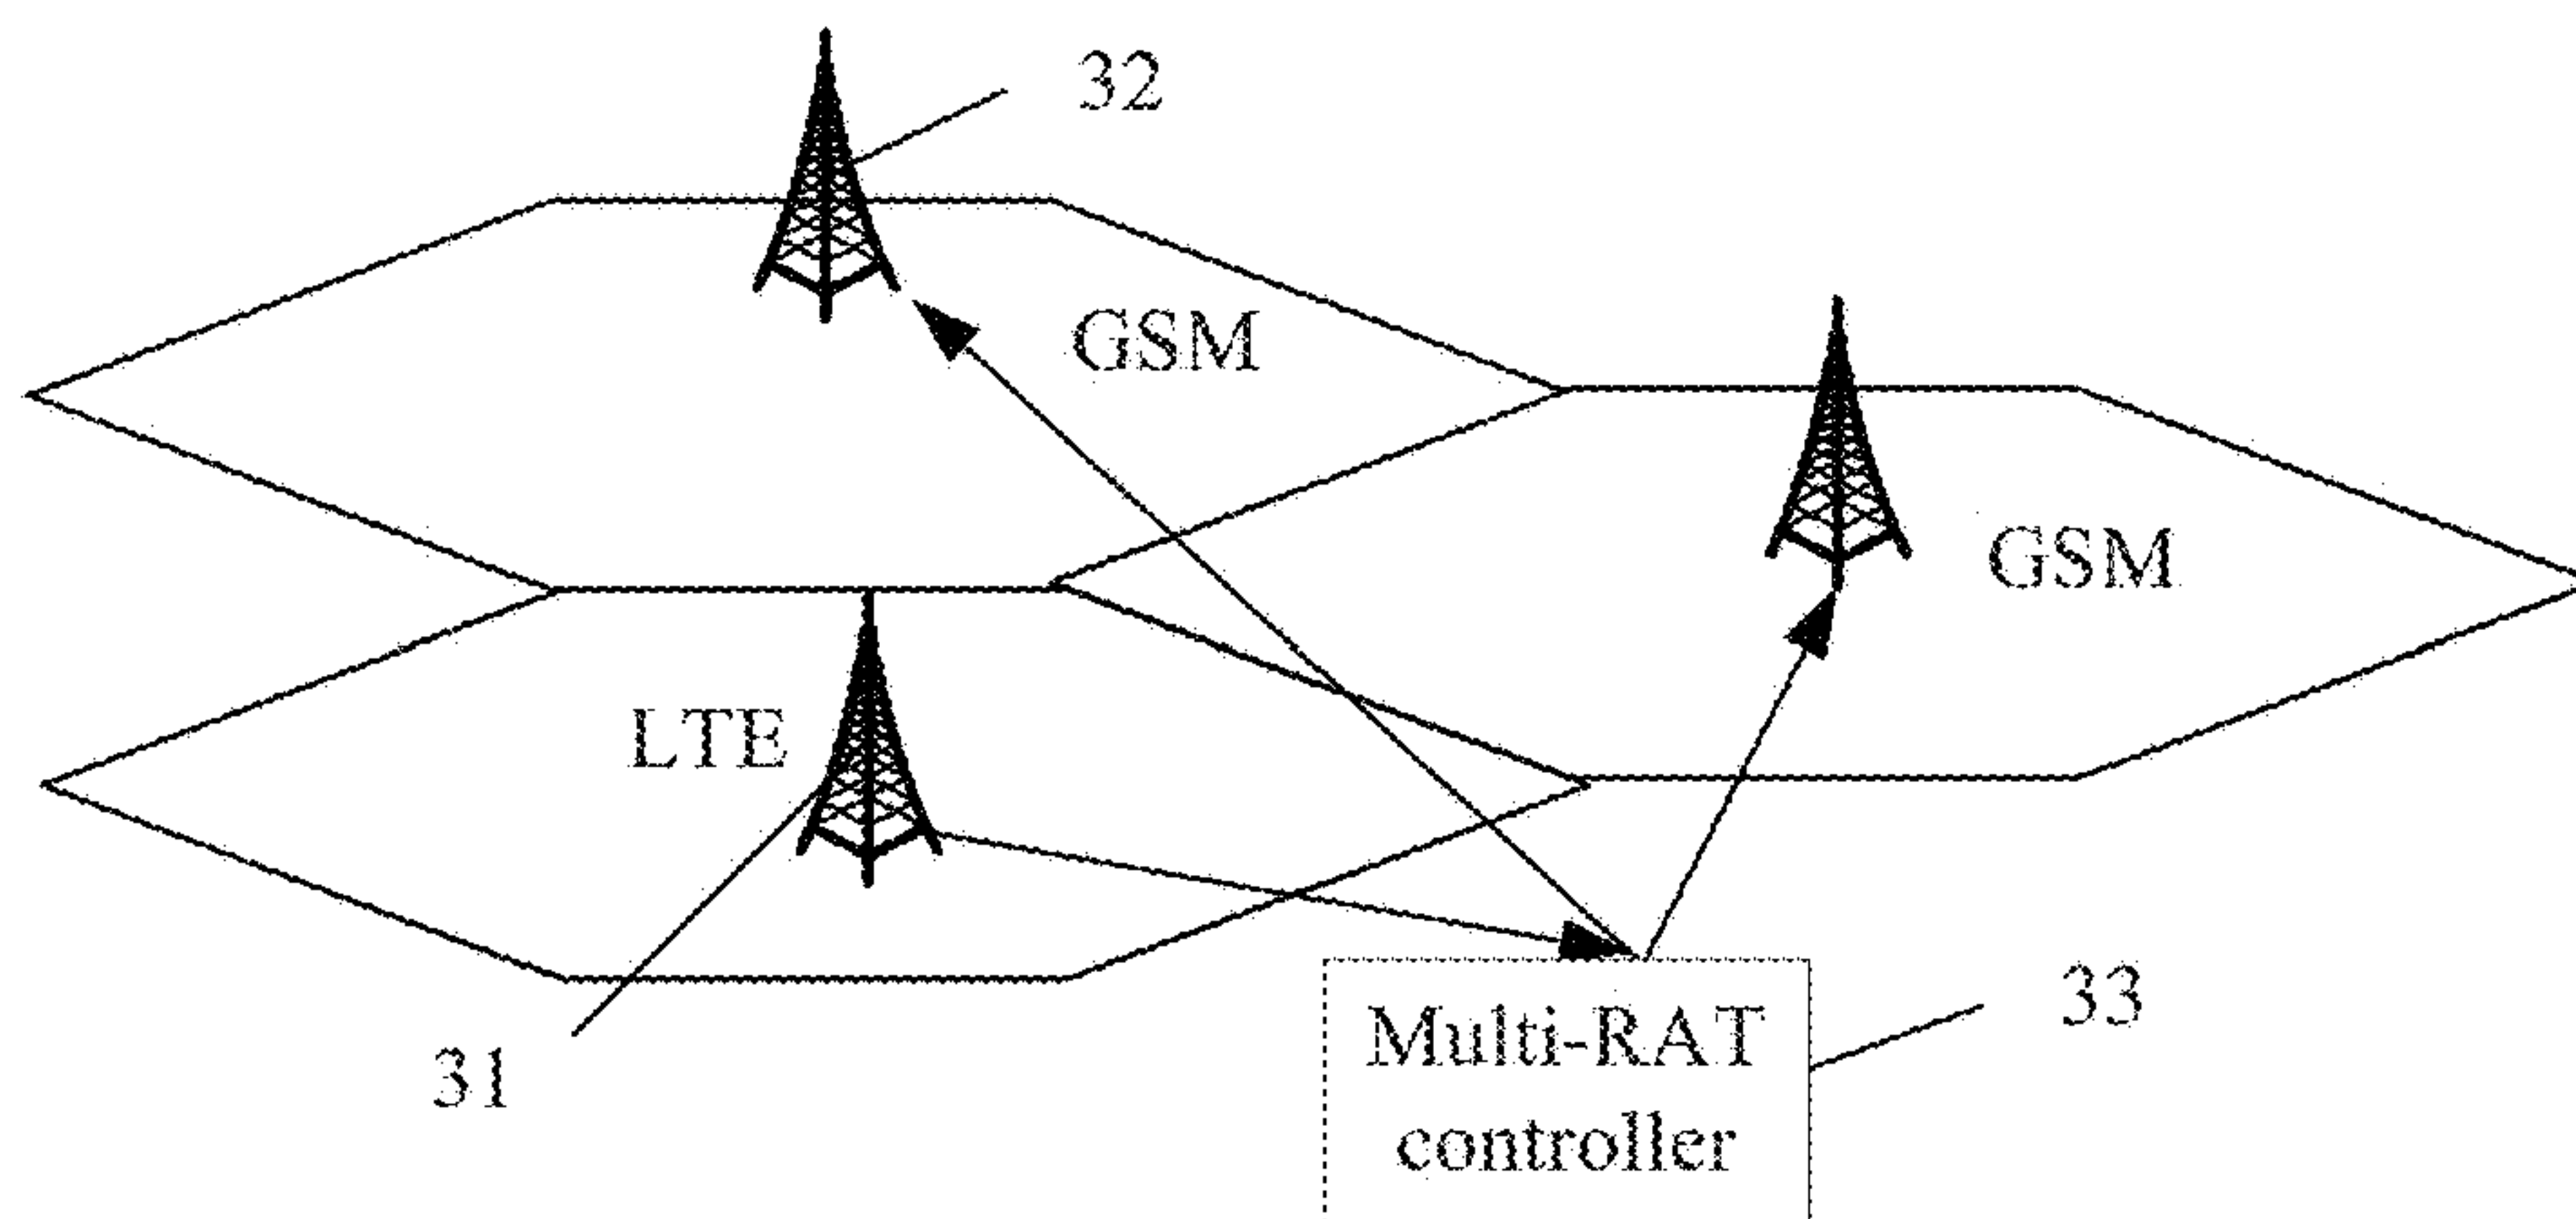 32
GSM
GSM
LTE
31
33
Multi-RAT
controller